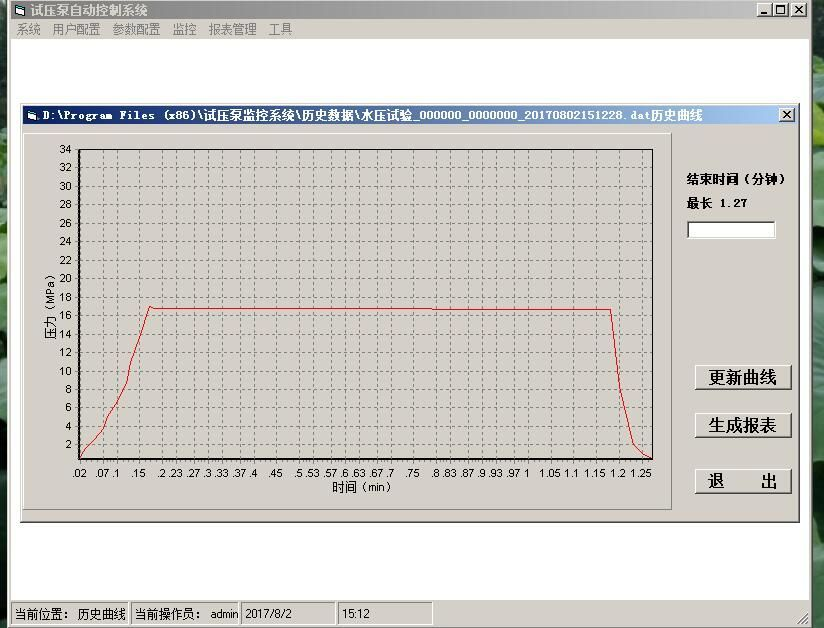 试压泵自动控制系统
系统 用户配置 参数配置 监控 报表管理 工具
D:\Program Files (x86)\试压泵监控系统\历史数据\水压试验_000000_0000000_20170802151228.dat历史曲线
34
32
30
28
26
24
22
20
18
16
14
12
10
8
6
4
2
压力（MPa）
.02 .07 .1 .15 .2 .23 .27 .3 .33 .37 .4 .45 .5 .53 .57 .6 .63 .67 .7 .75 .8 .83 .87 .9 .93 .97 1 1.05 1.1 1.15 1.2 1.25
时间（min）
结束时间（分钟）
最长 1.27
更新曲线
生成报表
退 出
当前位置： 历史曲线 当前操作员： admin 2017/8/2 15:12